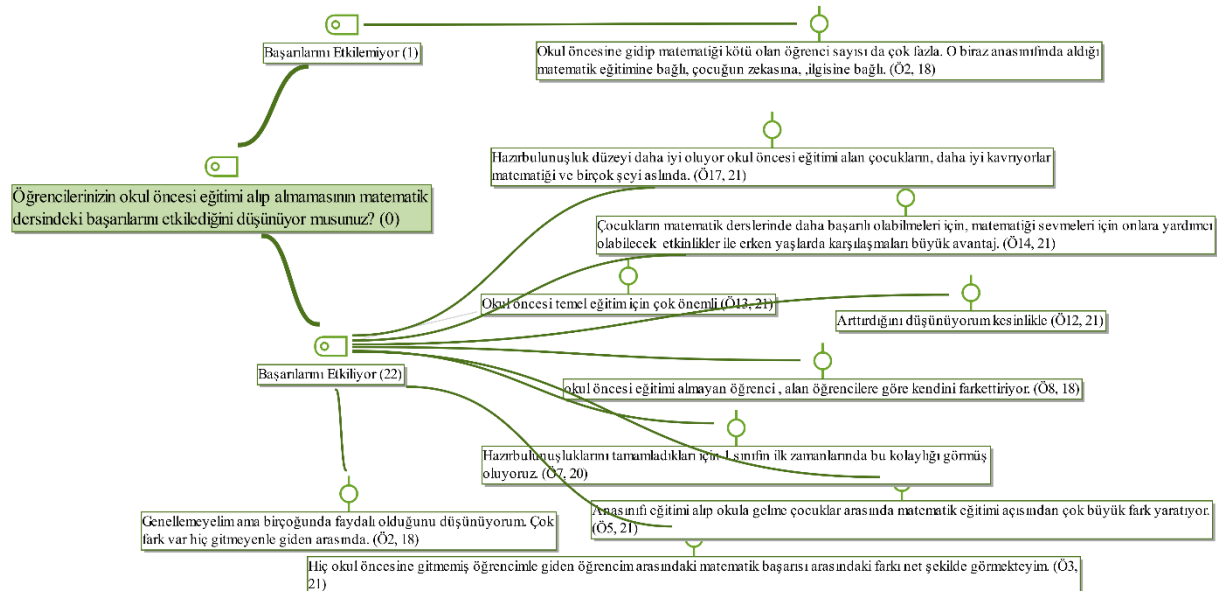 Başarılarını Etkilemiyor (1)
Okul öncesine gidip matematiği kötü olan öğrenci sayısı da çok fazla. O biraz anasınıfında aldığı
matematik eğitimine bağlı, çocuğun zekasına, ,ilgisine bağlı. (Ö2, 18)
Hazırbulunuşluk düzeyi daha iyi oluyor okul öncesi eğitimi alan çocukların, daha iyi kavrıyorlar
matematiği ve birçok şeyi aslında. (Ö17, 21)
Öğrencilerinizin okul öncesi eğitimi alıp almamasının matematik
dersindeki başarılarını etkilediğini düşünüyor musunuz? (0)
Çocukların matematik derslerinde daha başarılı olabilmeleri için, matematiği sevmeleri için onlara yardımcı
olabilecek etkinlikler ile erken yaşlarda karşılaşmaları büyük avantaj. (Ö14, 21)
Okul öncesi temel eğitim için çok önemli (Ö13, 21)
Arttırdığını düşünüyorum kesinlikle (Ö12, 21)
Başarılarını Etkiliyor (22)
okul öncesi eğitimi almayan öğrenci , alan öğrencilere göre kendini farkettiriyor. (Ö8, 18)
Hazırbulunuşluklarını tamamladıkları için 1.sınıfın ilk zamanlarında bu kolaylığı görmüş
oluyoruz. (Ö7, 20)
Anasınıfı eğitimi alıp okula gelme çocuklar arasında matematik eğitimi açısından çok büyük fark yaratıyor.
(Ö5, 21)
Genellemeyelim ama birçoğunda faydalı olduğunu düşünüyorum. Çok
fark var hiç gitmeyenle giden arasında. (Ö2, 18)
Hiç okul öncesine gitmemiş öğrencimle giden öğrencim arasındaki matematik başarısı arasındaki farkı net şekilde görmekteyim. (Ö3,
21)